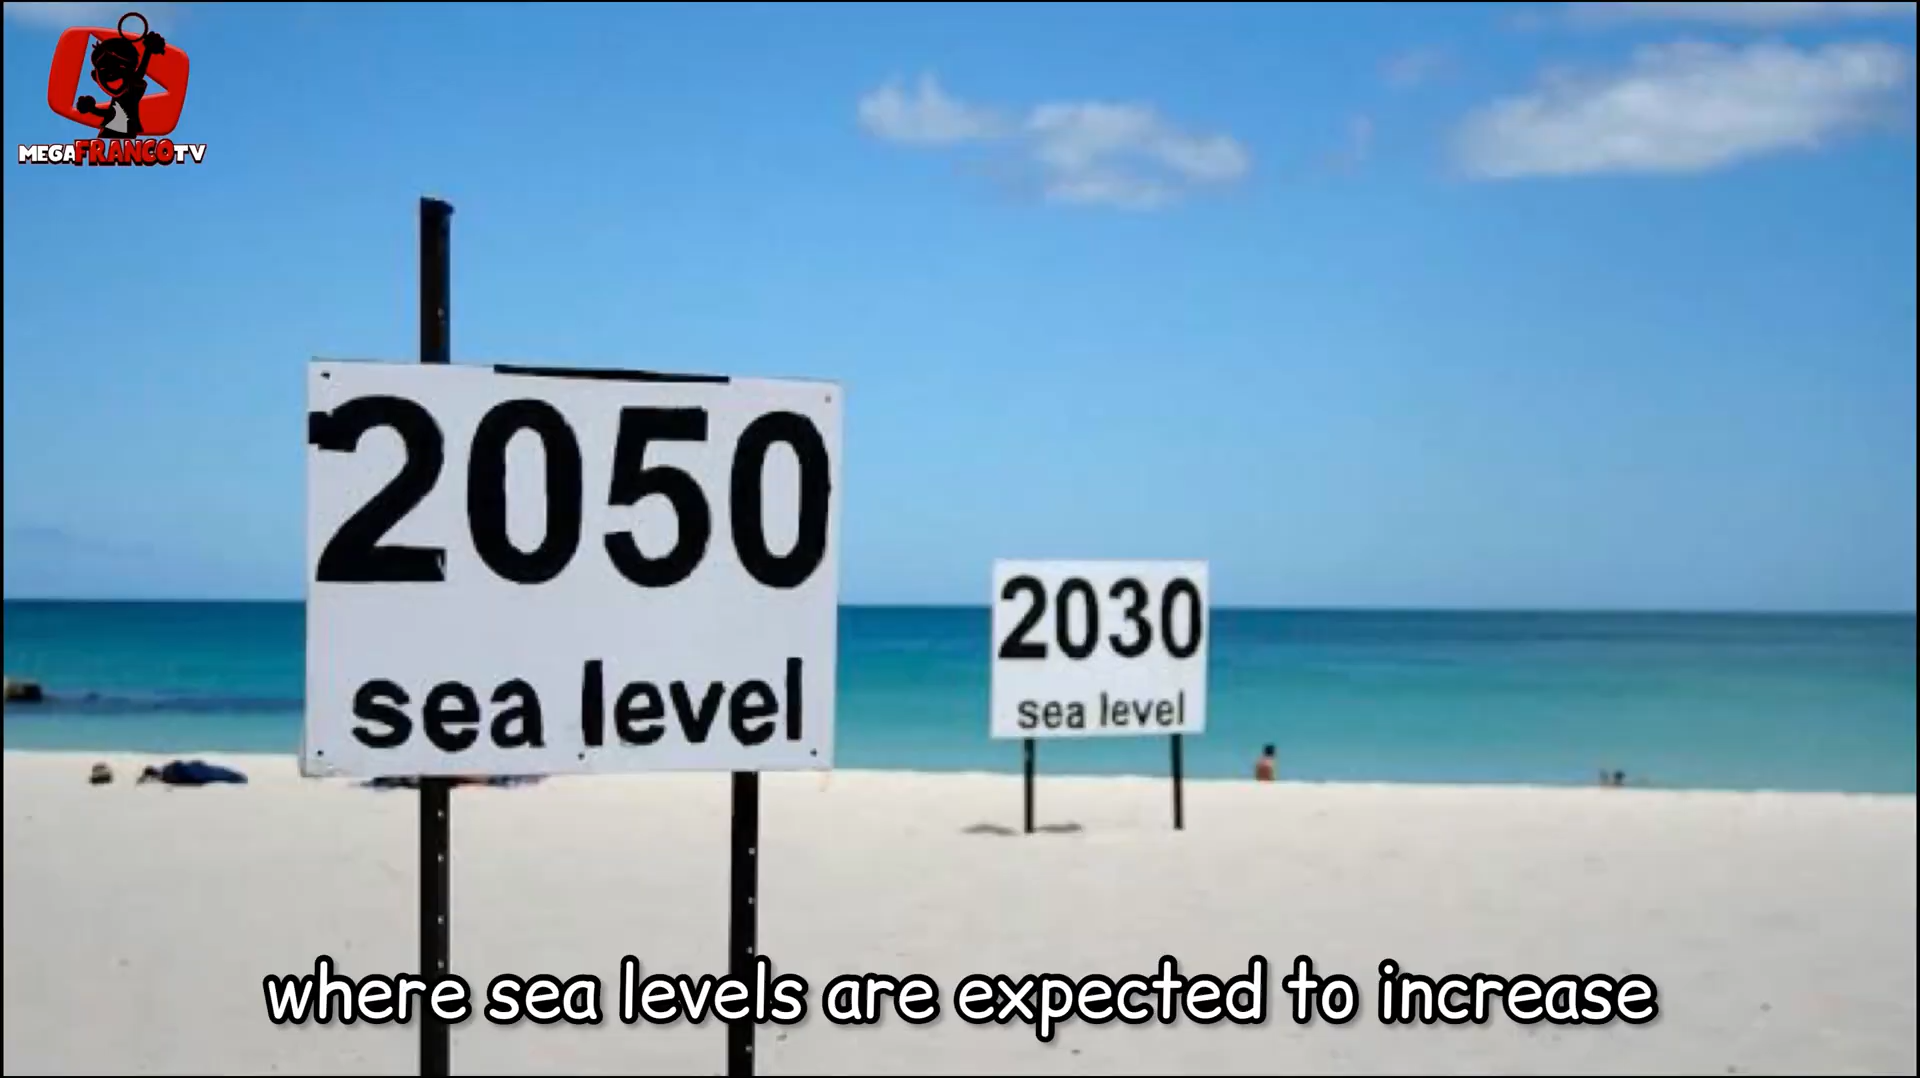 MEGAFRANCOTV
2050
sea level
2030
sea level
where sea levels are expected to increase